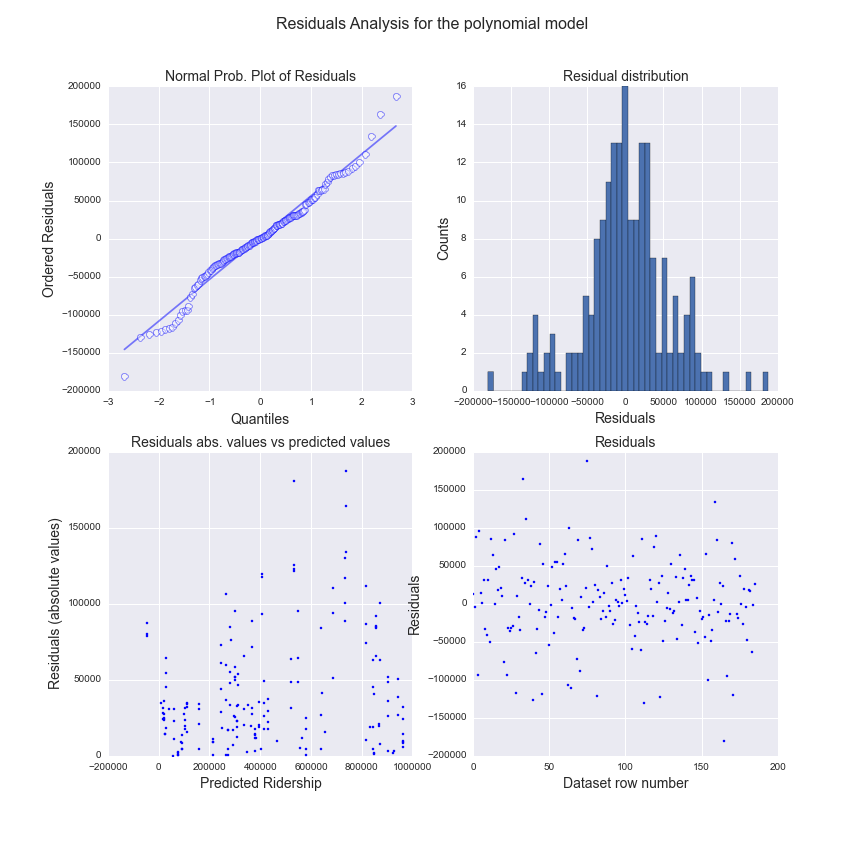 Residuals Analysis for the polynomial model
Normal Prob. Plot of Residuals
200000
150000
100000
50000
0
−50000
−100000
−150000
−200000
Ordered Residuals
−3 −2 −1 0 1 2 3
Quantiles
Residual distribution
16
14
12
10
8
6
4
2
0
Counts
−200000 −150000 −100000 −50000 0 50000 100000 150000 200000
Residuals
Residuals abs. values vs predicted values
200000
150000
100000
50000
0
Residuals (absolute values)
−200000 0 200000 400000 600000 800000 1000000
Predicted Ridership
Residuals
200000
150000
100000
50000
0
−50000
−100000
−150000
−200000
Residuals
0 50 100 150 200
Dataset row number